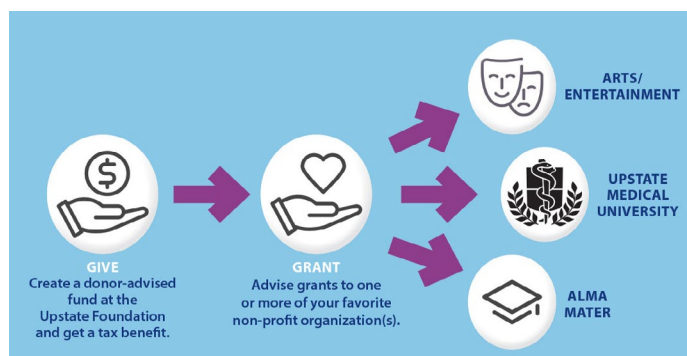 $
GIVE
Create a donor-advised
fund at the
Upstate Foundation
and get a tax benefit.
GRANT
Advise grants to one
or more of your favorite
non-profit organization(s).
ARTS/
ENTERTAINMENT
UPSTATE
MEDICAL
UNIVERSITY
ALMA
MATER